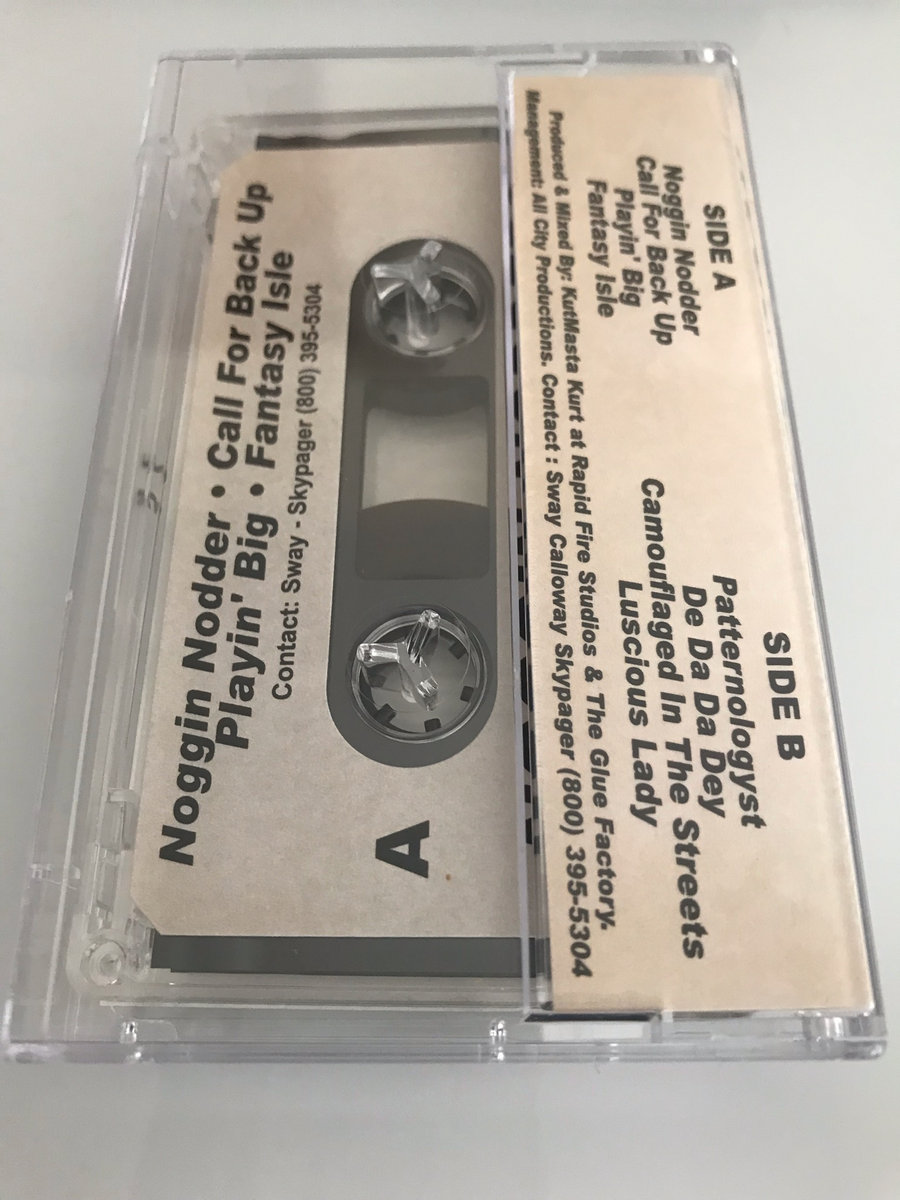 Noggin Nodder • Call For Back Up
Playin' Big • Fantasy Isle
Contact: Sway - Skypager (800) 395-5304
A
SIDE A
Noggin Nodder
Call For Back Up
Playin' Big
Fantasy Isle
SIDE B
Patternologyst
De Da Da Da Dey
Camouflaged In The Streets
Luscious Lady
Produced & Mixed By: KutMasta Kurt at Rapid Fire Studios & The Glue Factory.
Management: All City Productions. Contact : Sway Calloway Skypager (800) 395-5304